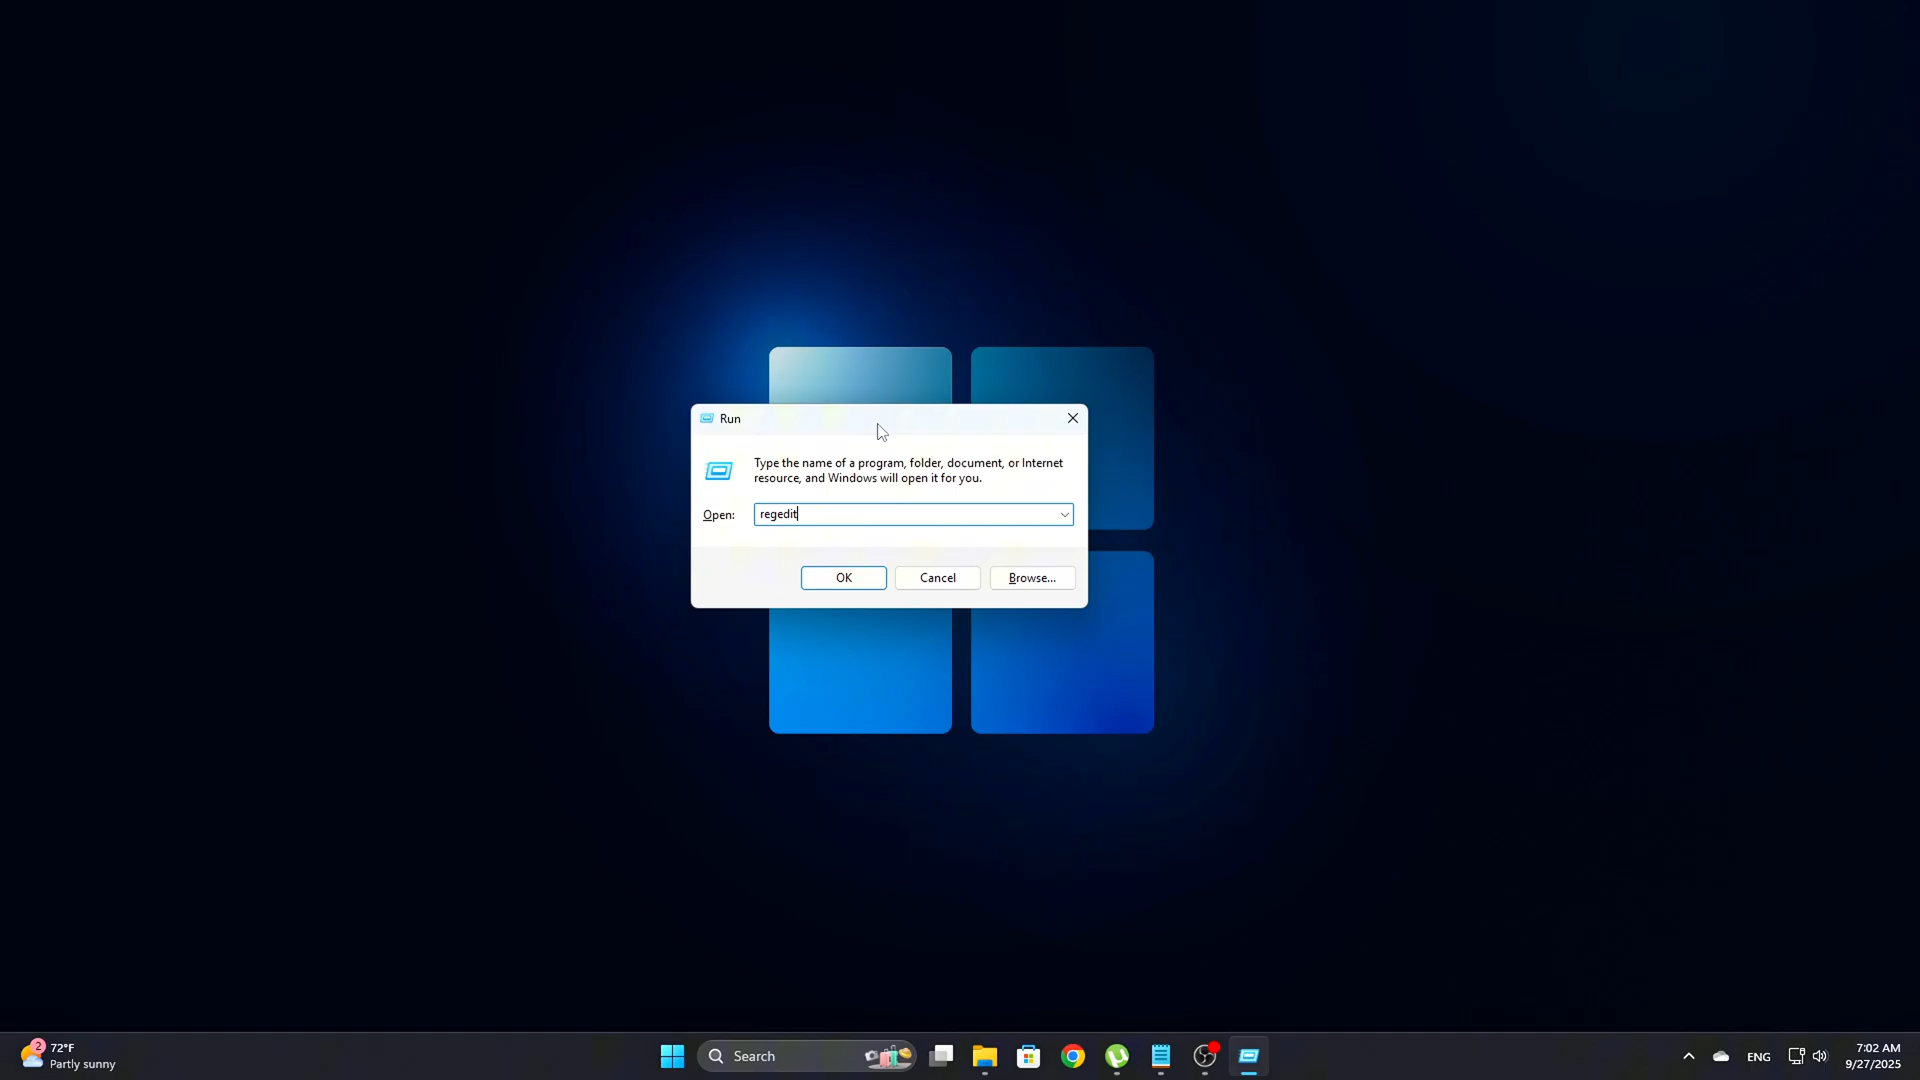 Run
Type the name of a program, folder, document, or Internet
resource, and Windows will open it for you.
Open:
regedit
OK
Cancel
Browse...
2
72°F
Partly sunny
Search
ENG
7:02 AM
9/27/2025